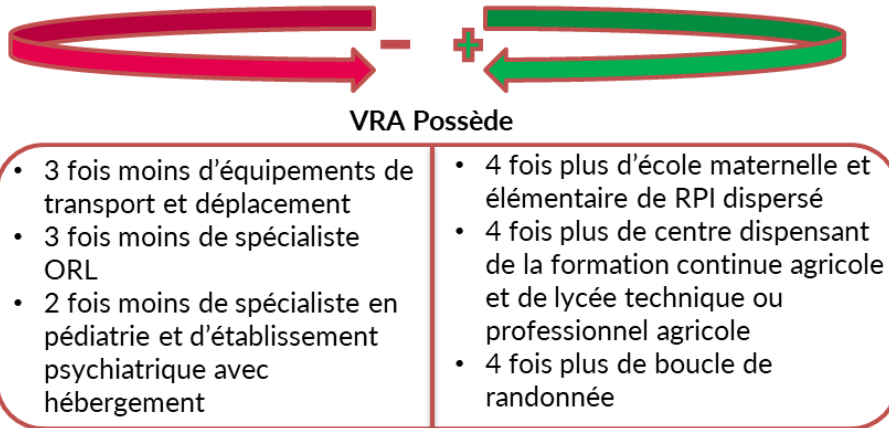 - +
VRA Possède
• 3 fois moins d’équipements de
transport et déplacement
• 3 fois moins de spécialiste
ORL
• 2 fois moins de spécialiste en
pédiatrie et d’établissement
psychiatrique avec
hébergement
• 4 fois plus d’école maternelle et
élémentaire de RPI dispersé
• 4 fois plus de centre dispensant
de la formation continue agricole
et de lycée technique ou
professionnel agricole
• 4 fois plus de boucle de
randonnée